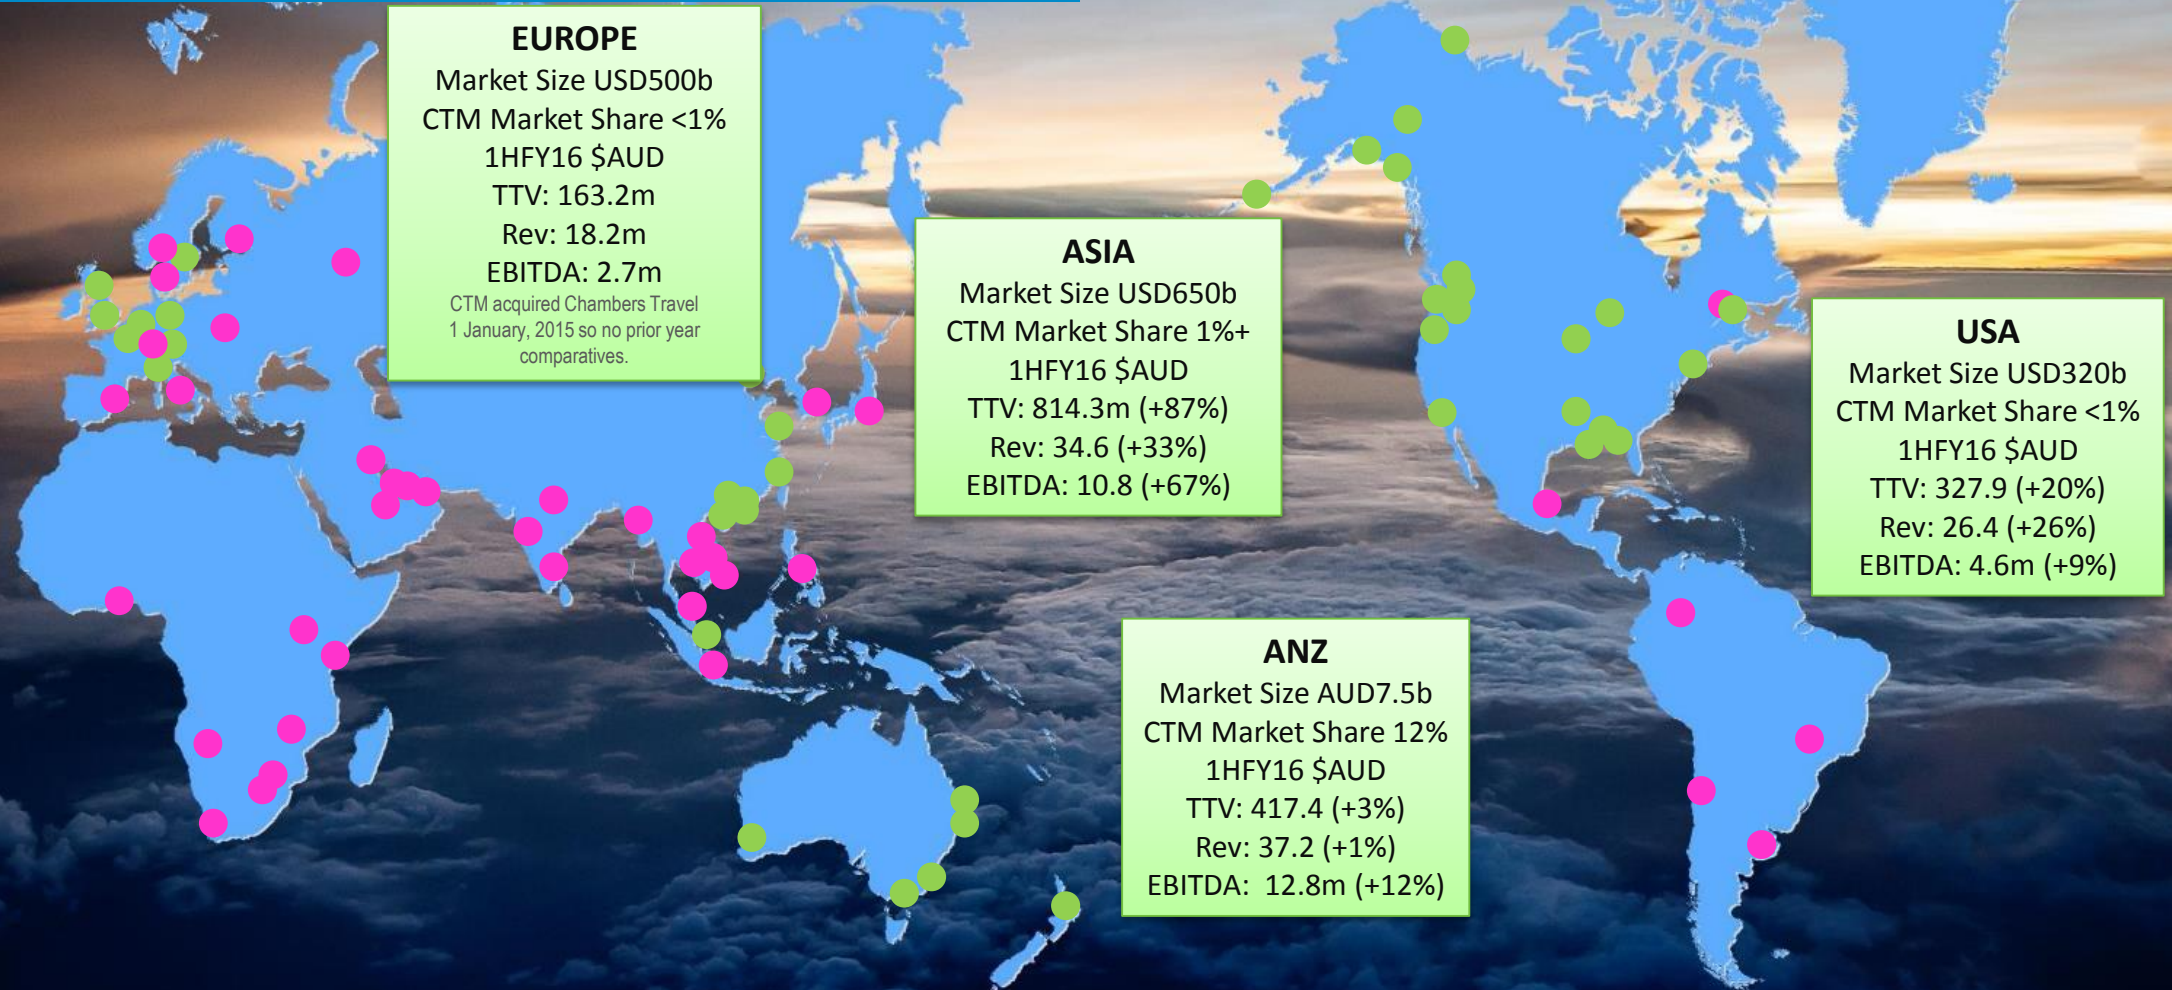 EUROPE
Market Size USD500b
CTM Market Share <1%
1HFY16 $AUD
TTV: 163.2m
Rev: 18.2m
EBITDA: 2.7m
CTM acquired Chambers Travel
1 January, 2015 so no prior year
comparatives.
ASIA
Market Size USD650b
CTM Market Share 1%+
1HFY16 $AUD
TTV: 814.3m (+87%)
Rev: 34.6 (+33%)
EBITDA: 10.8 (+67%)
USA
Market Size USD320b
CTM Market Share <1%
1HFY16 $AUD
TTV: 327.9 (+20%)
Rev: 26.4 (+26%)
EBITDA: 4.6m (+9%)
ANZ
Market Size AUD7.5b
CTM Market Share 12%
1HFY16 $AUD
TTV: 417.4 (+3%)
Rev: 37.2 (+1%)
EBITDA:  12.8m (+12%)